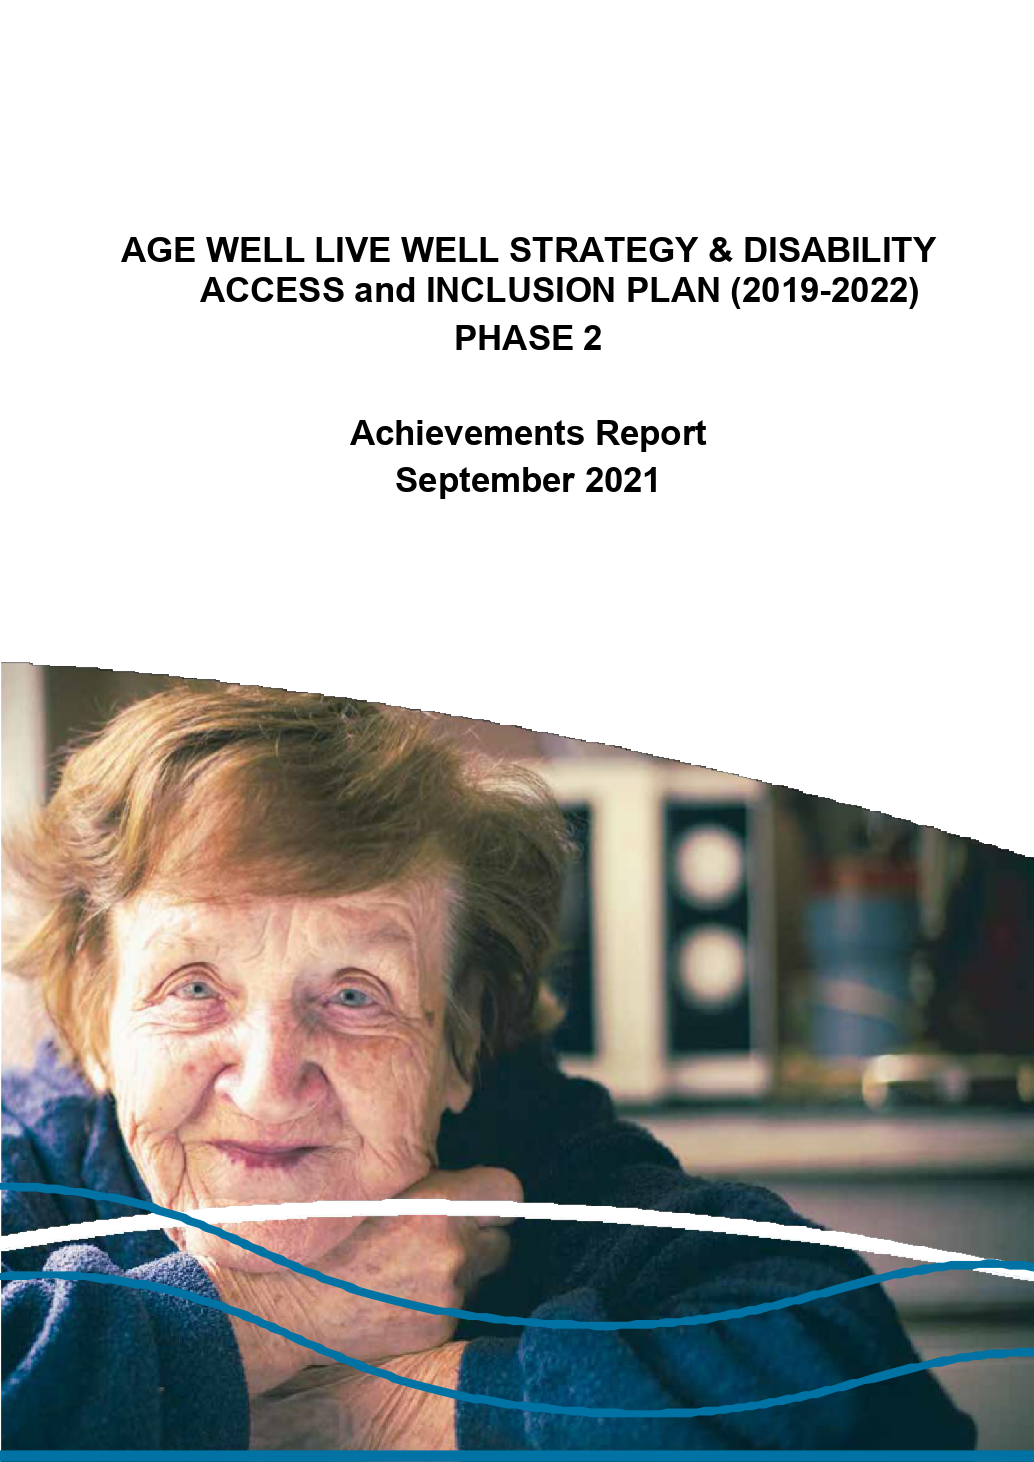 AGE WELL LIVE WELL STRATEGY & DISABILITY
ACCESS and INCLUSION PLAN (2019-2022)
PHASE 2
Achievements Report
September 2021